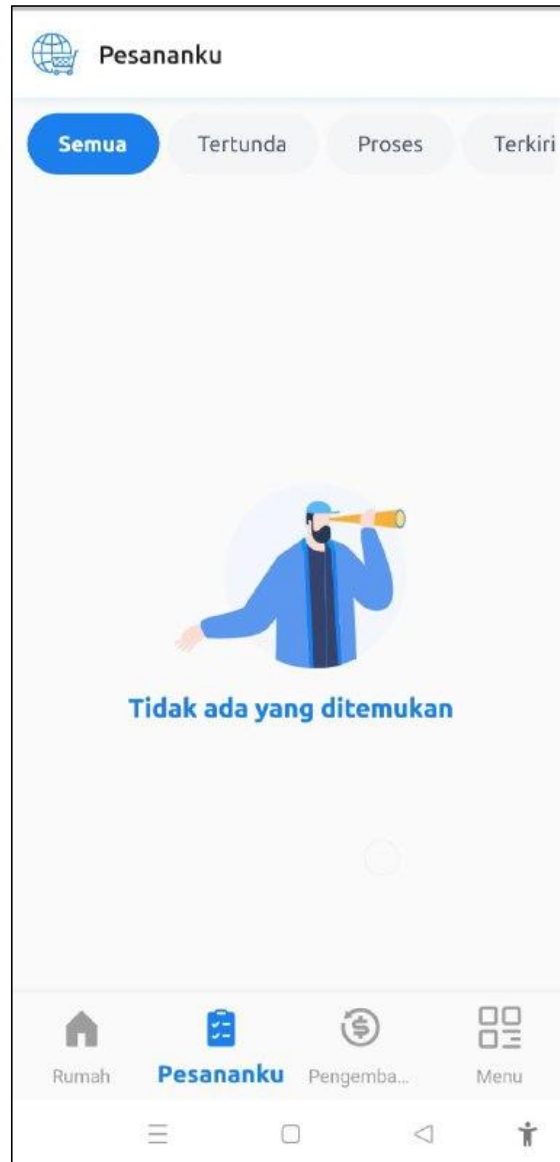 Pesananku
Semua Tertunda Proses Terkiri
Tidak ada yang ditemukan
Rumah Pesananku Pengemba... Menu